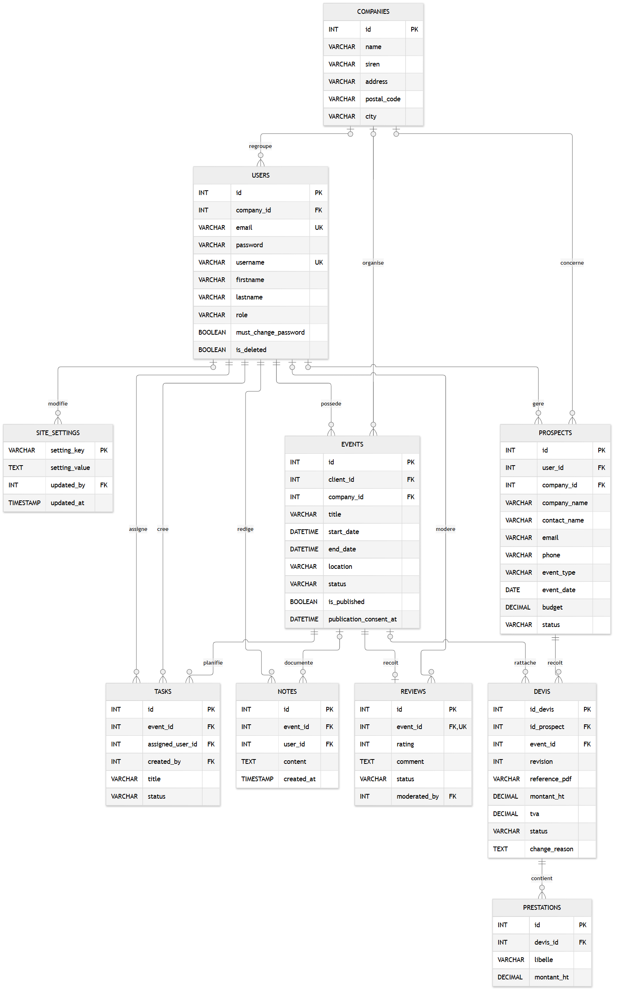 COMPANIES
INT id PK
VARCHAR name
VARCHAR siren
VARCHAR address
VARCHAR postal_code
VARCHAR city
regroupe
USERS
INT id PK
INT company_id FK
VARCHAR email UK
VARCHAR password
VARCHAR username UK
VARCHAR firstname
VARCHAR lastname
VARCHAR role
BOOLEAN must_change_password
BOOLEAN is_deleted
organise
concerne
modifie
possede
gere
SITE_SETTINGS
VARCHAR setting_key PK
TEXT setting_value
INT updated_by FK
TIMESTAMP updated_at
EVENTS
INT id PK
INT client_id FK
INT company_id FK
VARCHAR title
DATETIME start_date
DATETIME end_date
VARCHAR location
VARCHAR status
BOOLEAN is_published
DATETIME publication_consent_at
PROSPECTS
INT id PK
INT user_id FK
INT company_id FK
VARCHAR company_name
VARCHAR contact_name
VARCHAR email
VARCHAR phone
VARCHAR event_type
DATE event_date
DECIMAL budget
VARCHAR status
assigne
cree
redige
modere
planifie
documente
recoit
rattache
recoit
TASKS
INT id PK
INT event_id FK
INT assigned_user_id FK
INT created_by FK
VARCHAR title
VARCHAR status
NOTES
INT id PK
INT event_id FK
INT user_id FK
TEXT content
TIMESTAMP created_at
REVIEWS
INT id PK
INT event_id FK,UK
INT rating
TEXT comment
VARCHAR status
INT moderated_by FK
DEVIS
INT id_devis PK
INT id_prospect FK
INT event_id FK
INT revision
VARCHAR reference_pdf
DECIMAL montant_ht
DECIMAL tva
VARCHAR status
TEXT change_reason
contient
PRESTATIONS
INT id PK
INT devis_id FK
VARCHAR libelle
DECIMAL montant_ht